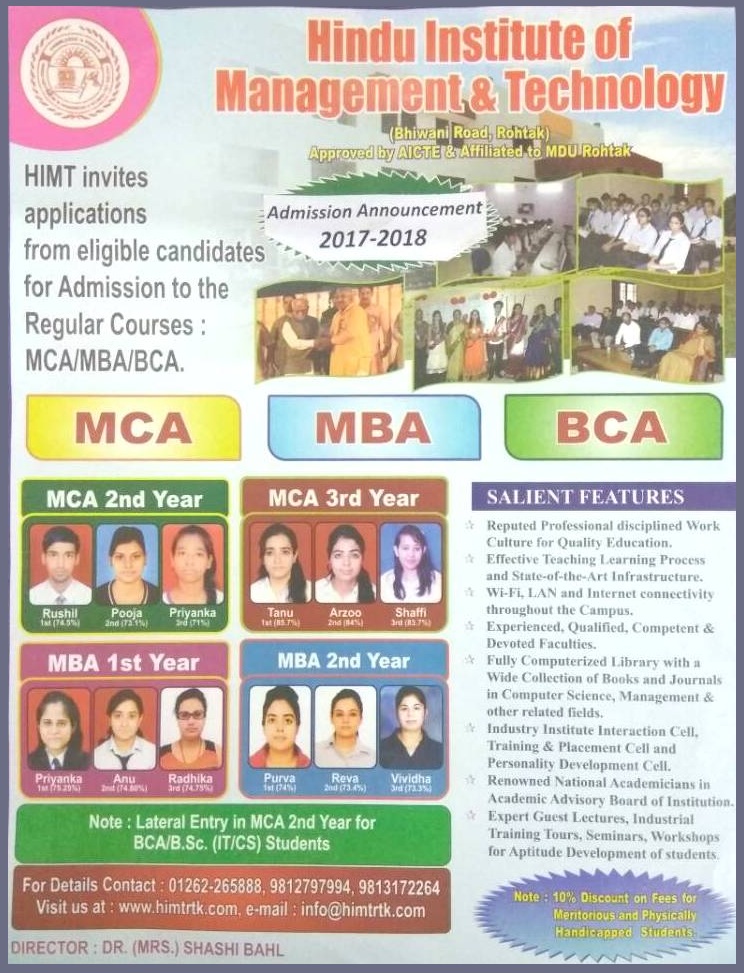 Hindu Institute of
Management & Technology
(Bhiwani Road, Rohtak)
Approved by AICTE & Affiliated to MDU Rohtak
HIMT invites
applications
from eligible candidates
for Admission to the
Regular Courses :
MCA/MBA/BCA.
Admission Announcement
2017-2018
MCA
MBA
BCA
MCA 2nd Year
Rushil
1st (74.5%)
Pooja
2nd (73.1%)
Priyanka
3rd (71%)
MCA 3rd Year
Tanu
1st (85.7%)
Arzoo
2nd (84%)
Shaffi
3rd (83.7%)
MBA 1st Year
Priyanka
1st (75.25%)
Anu
2nd (74.80%)
Radhika
3rd (74.75%)
MBA 2nd Year
Purva
1st (74%)
Reva
2nd (73.4%)
Vividha
3rd (73.3%)
SALIENT FEATURES
Reputed Professional disciplined Work
Culture for Quality Education.
Effective Teaching Learning Process
and State-of-the-Art Infrastructure.
Wi-Fi, LAN and Internet connectivity
throughout the Campus.
Experienced, Qualified, Competent &
Devoted Faculties.
Fully Computerized Library with a
Wide Collection of Books and Journals
in Computer Science, Management &
other related fields.
Industry Institute Interaction Cell,
Training & Placement Cell and
Personality Development Cell.
Renowned National Academicians in
Academic Advisory Board of Institution.
Expert Guest Lectures, Industrial
Training Tours, Seminars, Workshops
for Aptitude Development of students.
Note : Lateral Entry in MCA 2nd Year for
BCA/B.Sc. (IT/CS) Students
For Details Contact : 01262-265888, 9812797994, 9813172264
Visit us at : www.himtrtk.com, e-mail : info@himtrtk.com
Note : 10% Discount on Fees for
Meritorious and Physically
Handicapped Students.
DIRECTOR : DR. (MRS.) SHASHI BAHL